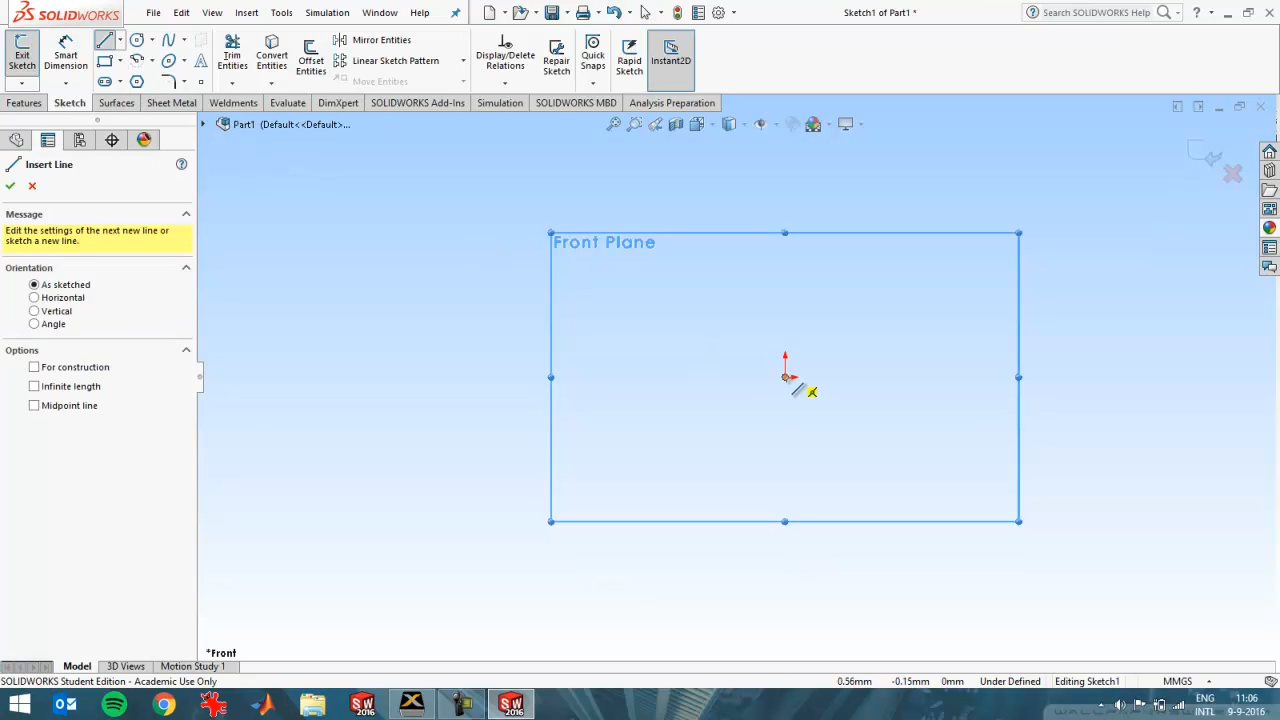 SOLIDWORKS File Edit View Insert Tools Simulation Window Help Sketch1 of Part1 * Search SOLIDWORKS Help
Exit Sketch Smart Dimension Trim Entities Convert Entities Offset Entities Mirror Entities Linear Sketch Pattern Move Entities Display/Delete Relations Repair Sketch Quick Snaps Rapid Sketch Instant2D
Features Sketch Surfaces Sheet Metal Weldments Evaluate DimXpert SOLIDWORKS Add-Ins Simulation SOLIDWORKS MBD Analysis Preparation
Part1 (Default<<Default>...
Insert Line
Message
Edit the settings of the next new line or
sketch a new line.
Front Plane
Orientation
As sketched
Horizontal
Vertical
Angle
Options
For construction
Infinite length
Midpoint line
*Front
Model 3D Views Motion Study 1
SOLIDWORKS Student Edition - Academic Use Only 0.56mm -0.15mm 0mm Under Defined Editing Sketch1 MMGS
SW 2016 SW 2016 ENG 11:06
INTL 9-9-2016